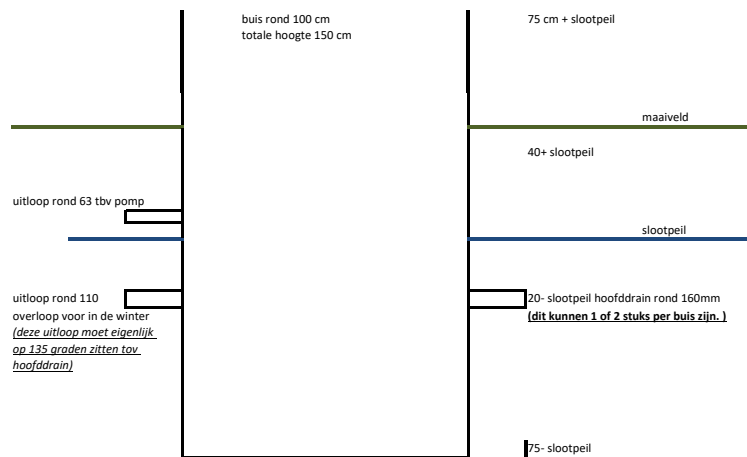 buis rond 100 cm
totale hoogte 150 cm
75 cm + slootpeil
maaiveld
40+ slootpeil
uitloop rond 63 tbv pomp
slootpeil
uitloop rond 110
overloop voor in de winter
(deze uitloop moet eigenlijk
op 135 graden zitten tov
hoofddrain)
20- slootpeil hoofddrain rond 160mm
(dit kunnen 1 of 2 stuks per buis zijn. )
75- slootpeil